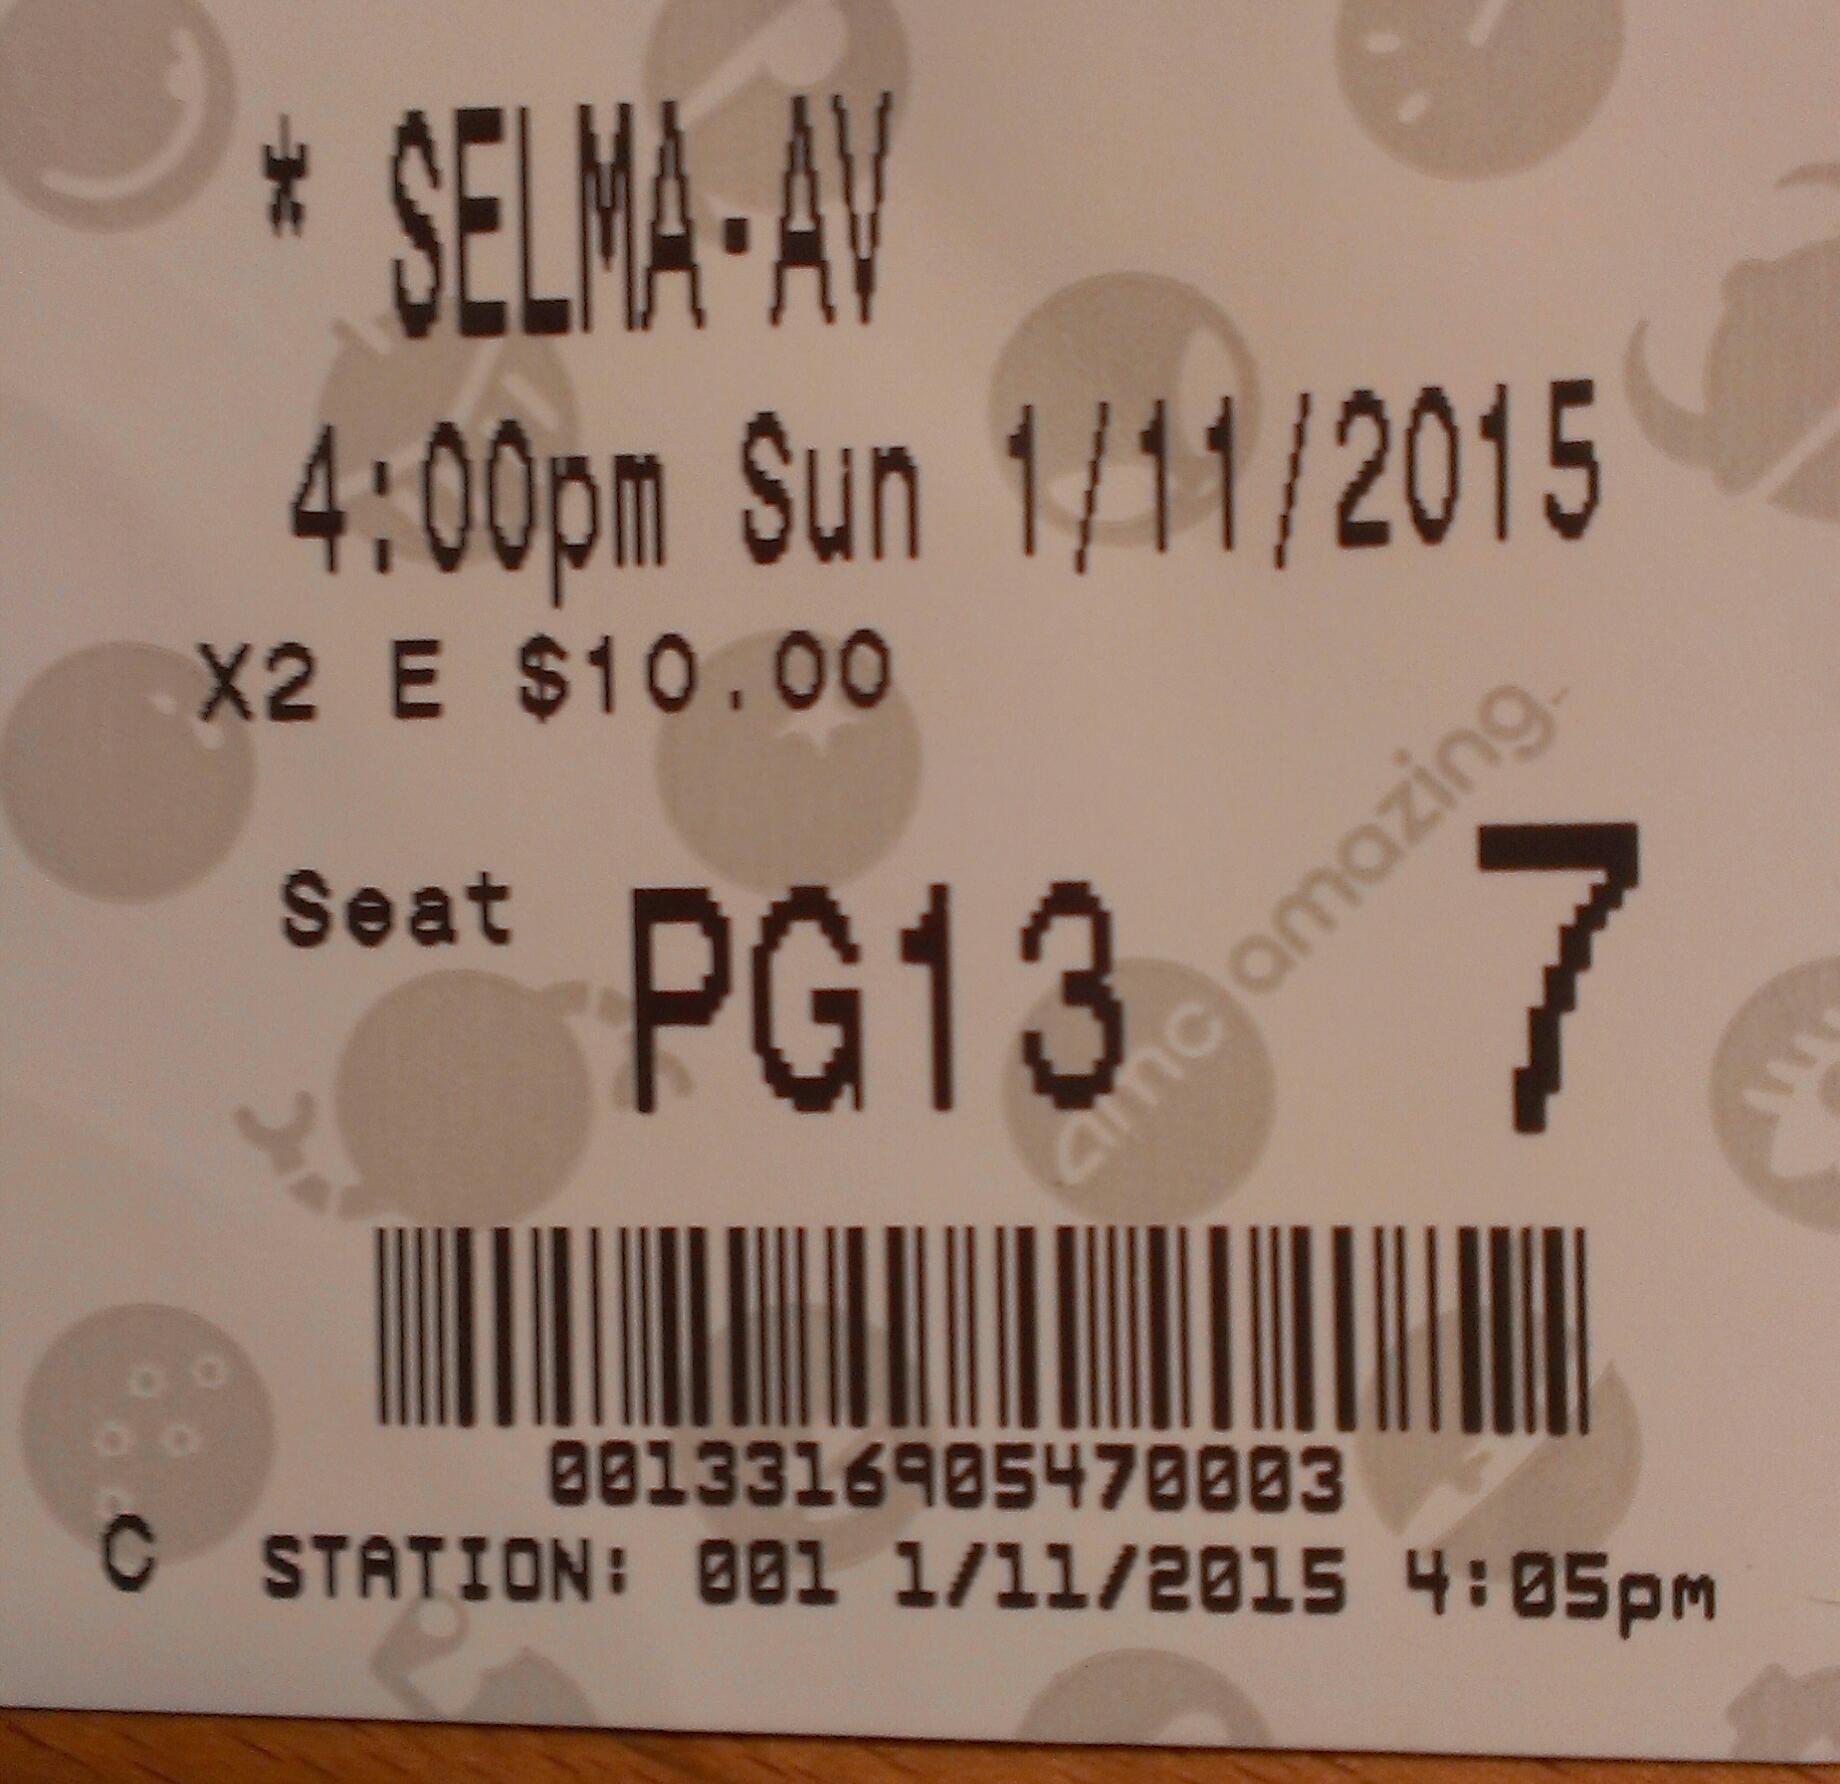 * SELMA-AV
4:00pm Sun 1/11/2015
X2 E $10.00
amc amazing.
Seat PG13 7
0013316905470003
C STATION: 001 1/11/2015 4:05pm